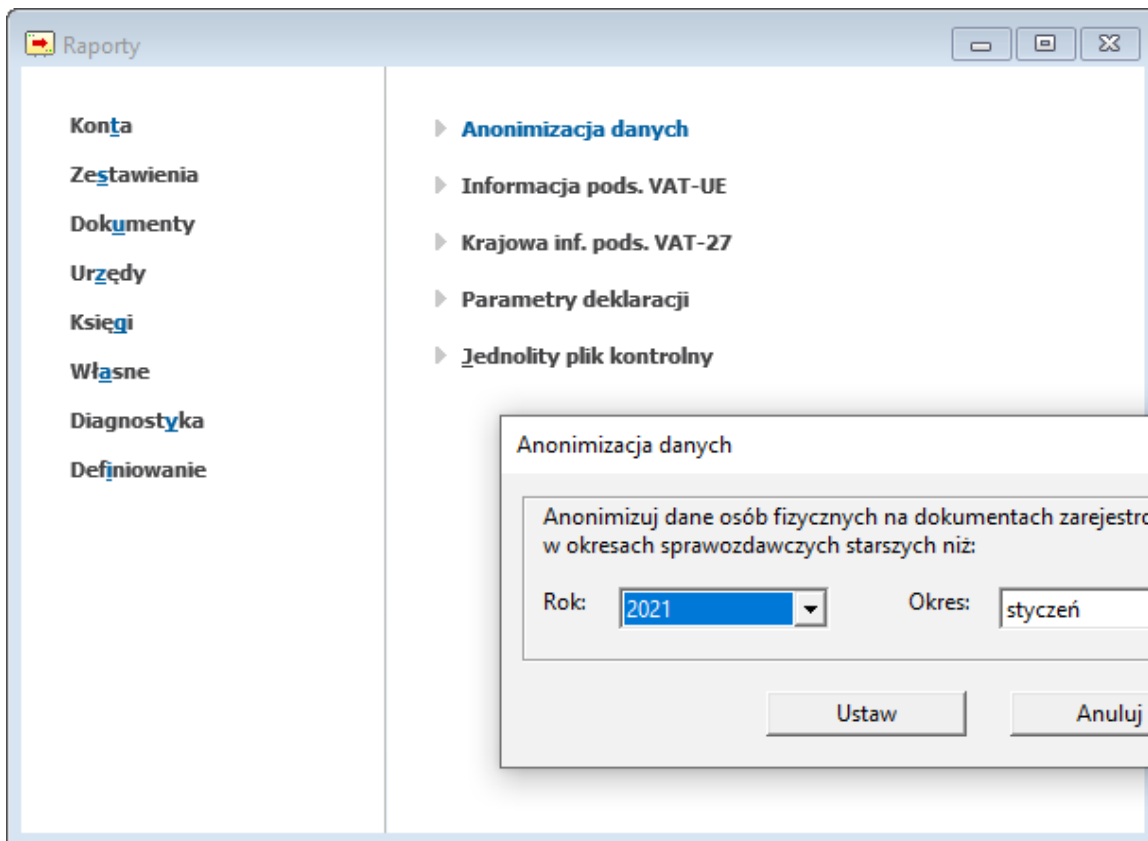 Raporty
Konta
Zestawienia
Dokumenty
Urzędy
Księgi
Własne
Diagnostyka
Definiowanie
Anonimizacja danych
Informacja pods. VAT-UE
Krajowa inf. pods. VAT-27
Parametry deklaracji
Jednolity plik kontrolny
Anonimizacja danych
Anonimizuj dane osób fizycznych na dokumentach
w okresach sprawozdawczych starszych niż:
Rok: 2021 Okres: styczeń
Ustaw Anuluj